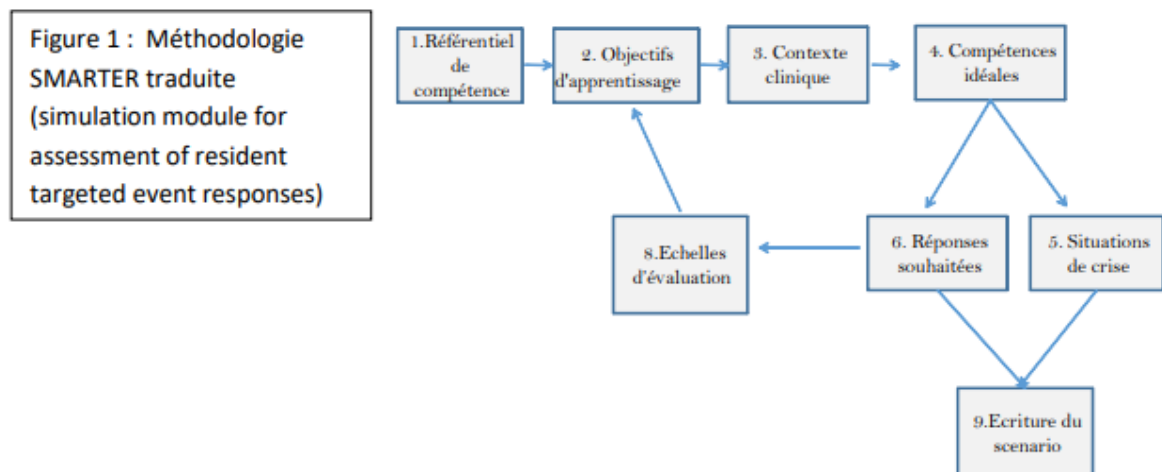 Figure 1 :  Méthodologie
SMARTER traduite
(simulation module for
assessment of resident
targeted event responses)
1.Référentiel
de
compétence
2. Objectifs
d'apprentissage
3. Contexte
clinique
4. Compétences
idéales
8.Echelles
d'évaluation
6. Réponses
souhaitées
5. Situations
de crise
9.Ecriture du
scenario